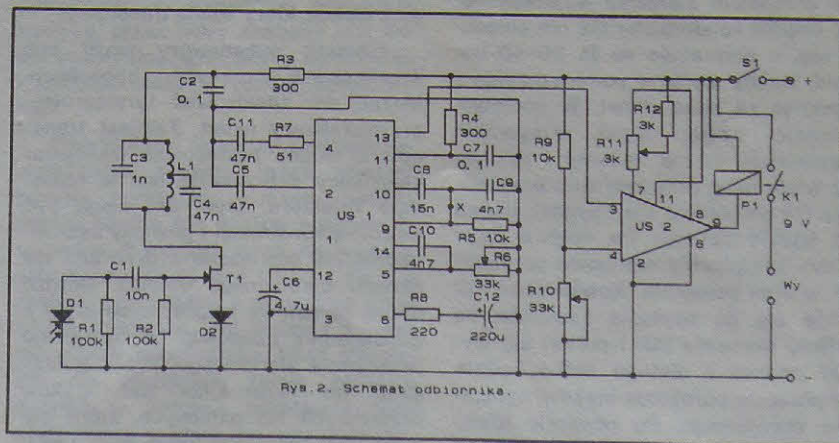 C2
0,1
R3
300
S1
+
C3
1n
L1
C11
47n
R7
51
C5
47n
C4
47n
4
2
1
12
3
US 1
13
11
10
9
14
5
6
R4
300
C7
0,1
C8
15n
C9
4n7
x
R5
10k
C10
4n7
R6
33k
R8
220
C12
+
220u
C6
+
4,7u
R9
10k
R10
33k
R11
3k
R12
3k
3
4
7
11
8
9
6
2
US 2
P1
K1
9 V
Wy
-
D1
C1
10n
R1
100k
R2
100k
T1
D2
Rys.2. Schemat odbiornika.